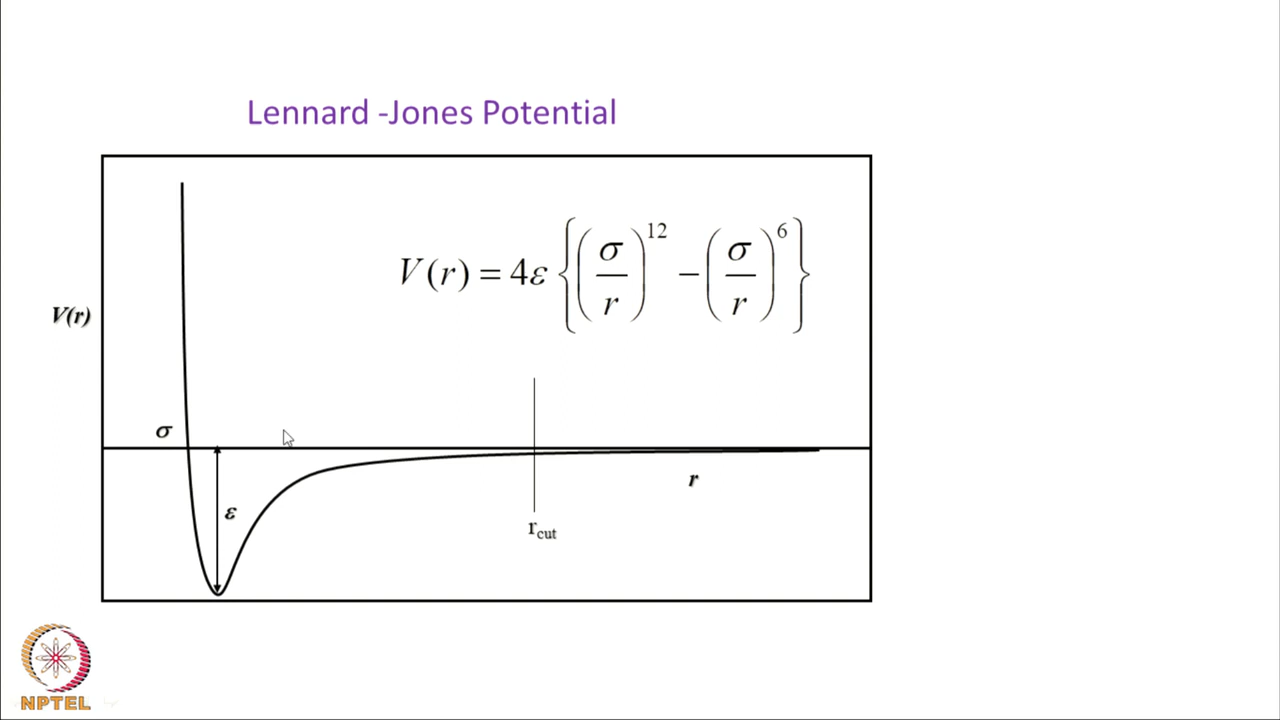 Lennard -Jones Potential
V(r) = 4ε {(σ/r)^12 − (σ/r)^6}
V(r)
σ
ε
r
r_cut
NPTEL